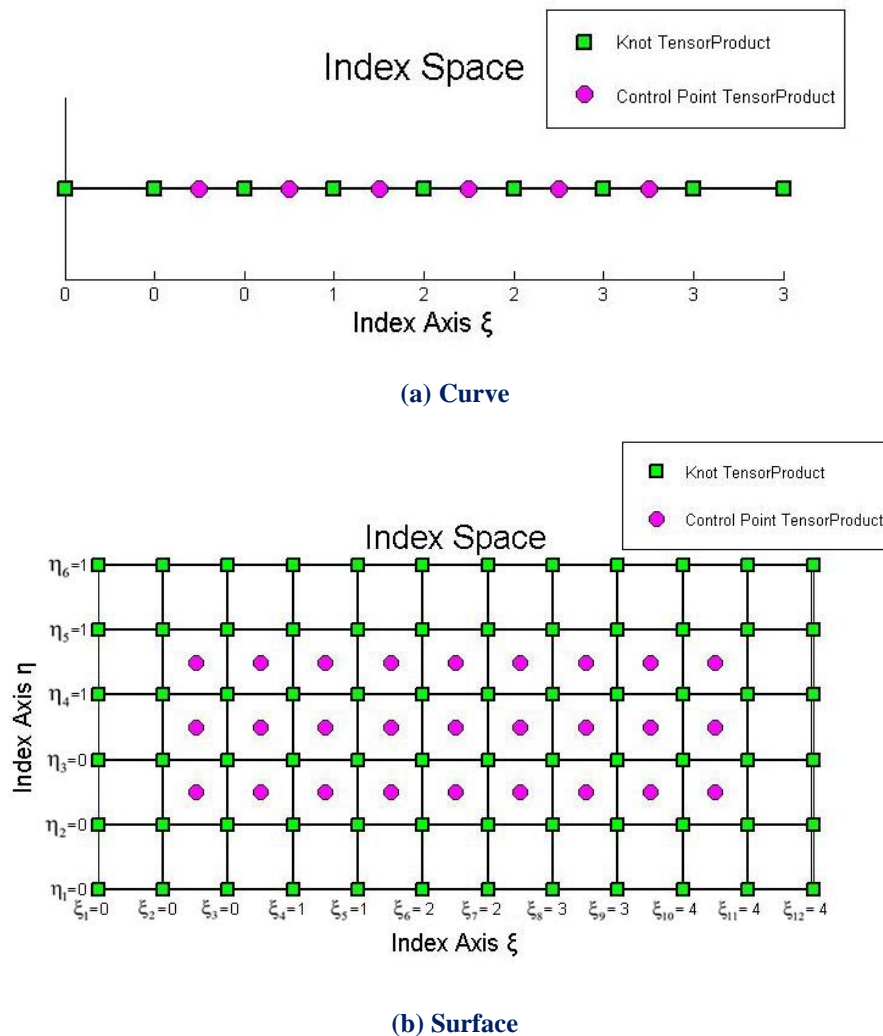 Knot TensorProduct
Control Point TensorProduct
Index Space
0 0 0 1 2 2 3 3 3
Index Axis ξ
(a) Curve
Knot TensorProduct
Control Point TensorProduct
Index Space
η6=1
η5=1
η4=1
η3=0
η2=0
η1=0
Index Axis η
ξ1=0 ξ2=0 ξ3=0 ξ4=1 ξ5=1 ξ6=2 ξ7=2 ξ8=3 ξ9=3 ξ10=4 ξ11=4 ξ12=4
Index Axis ξ
(b) Surface